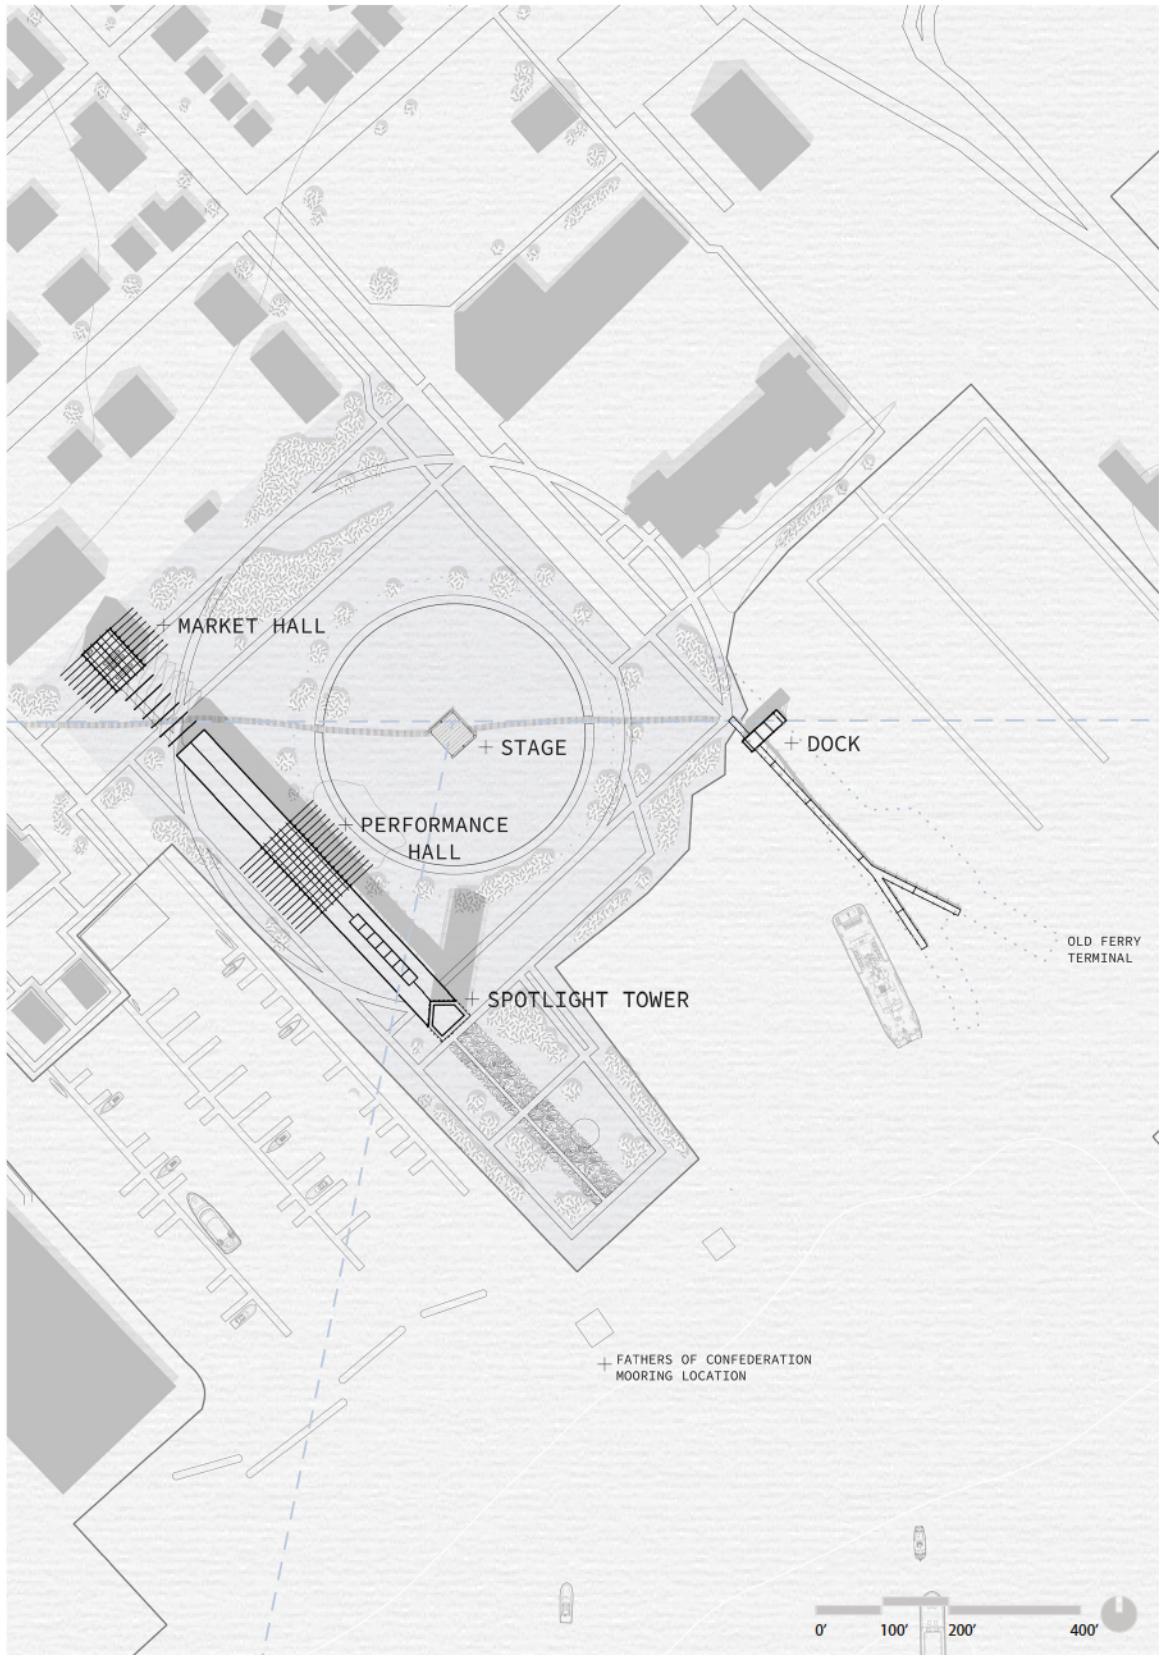 MARKET HALL
STAGE
DOCK
PERFORMANCE
HALL
OLD FERRY
TERMINAL
SPOTLIGHT TOWER
FATHERS OF CONFEDERATION
MOORING LOCATION
0' 100' 200' 400'